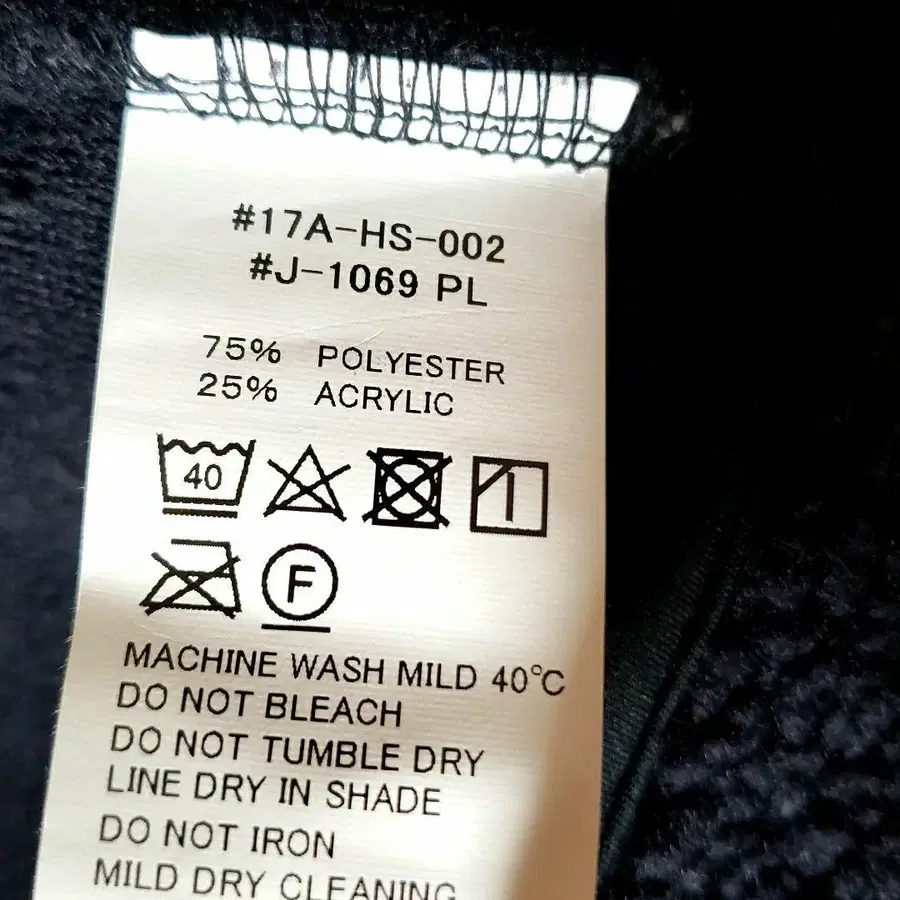 #17A-HS-002
#J-1069 PL
75% POLYESTER
25% ACRYLIC
40
F
MACHINE WASH MILD 40℃
DO NOT BLEACH
DO NOT TUMBLE DRY
LINE DRY IN SHADE
DO NOT IRON
MILD DRY CLEANING